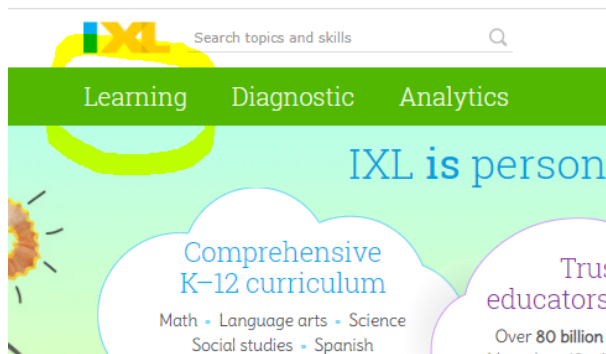 IXL
Search topics and skills
Learning Diagnostic Analytics
IXL is person
Comprehensive
K–12 curriculum
Math • Language arts • Science
Social studies • Spanish
Trus
educators
Over 80 billion